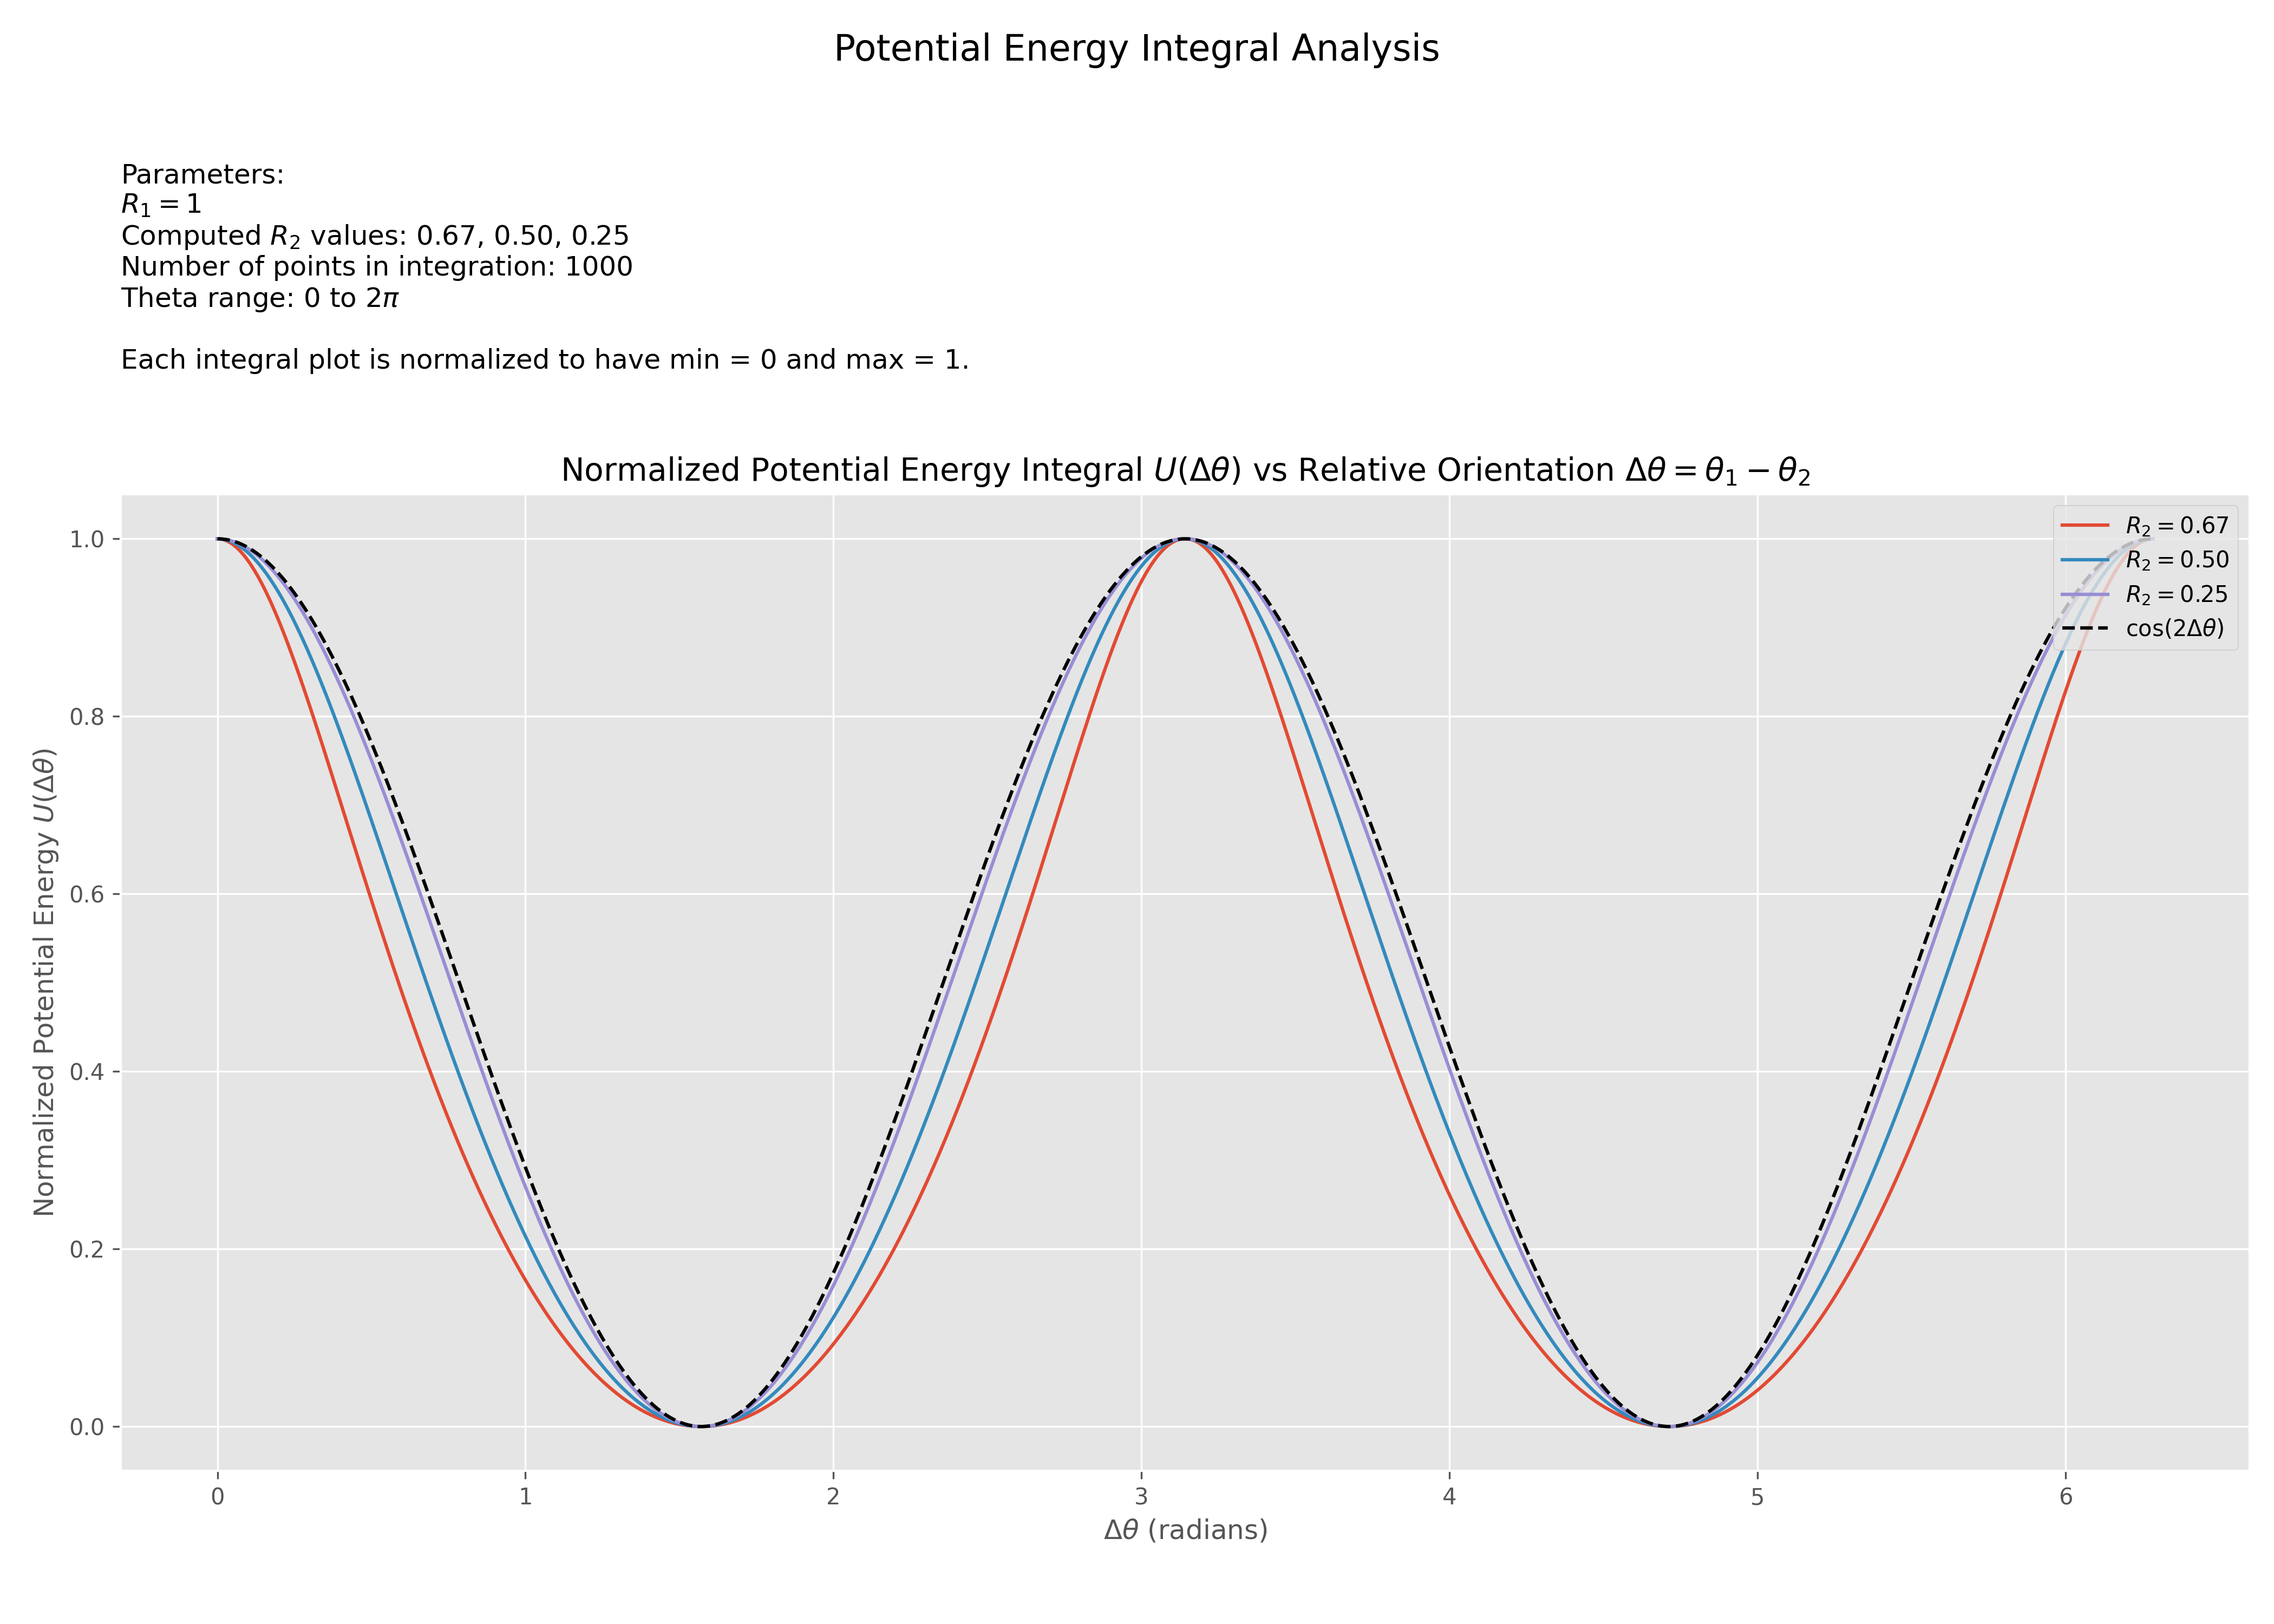 Potential Energy Integral Analysis
Parameters:
R₁ = 1
Computed R₂ values: 0.67, 0.50, 0.25
Number of points in integration: 1000
Theta range: 0 to 2π
Each integral plot is normalized to have min = 0 and max = 1.
Normalized Potential Energy Integral U(Δθ) vs Relative Orientation Δθ = θ₁ − θ₂
R₂ = 0.67
R₂ = 0.50
R₂ = 0.25
cos(2Δθ)
Normalized Potential Energy U(Δθ)
1.0
0.8
0.6
0.4
0.2
0.0
0 1 2 3 4 5 6
Δθ (radians)